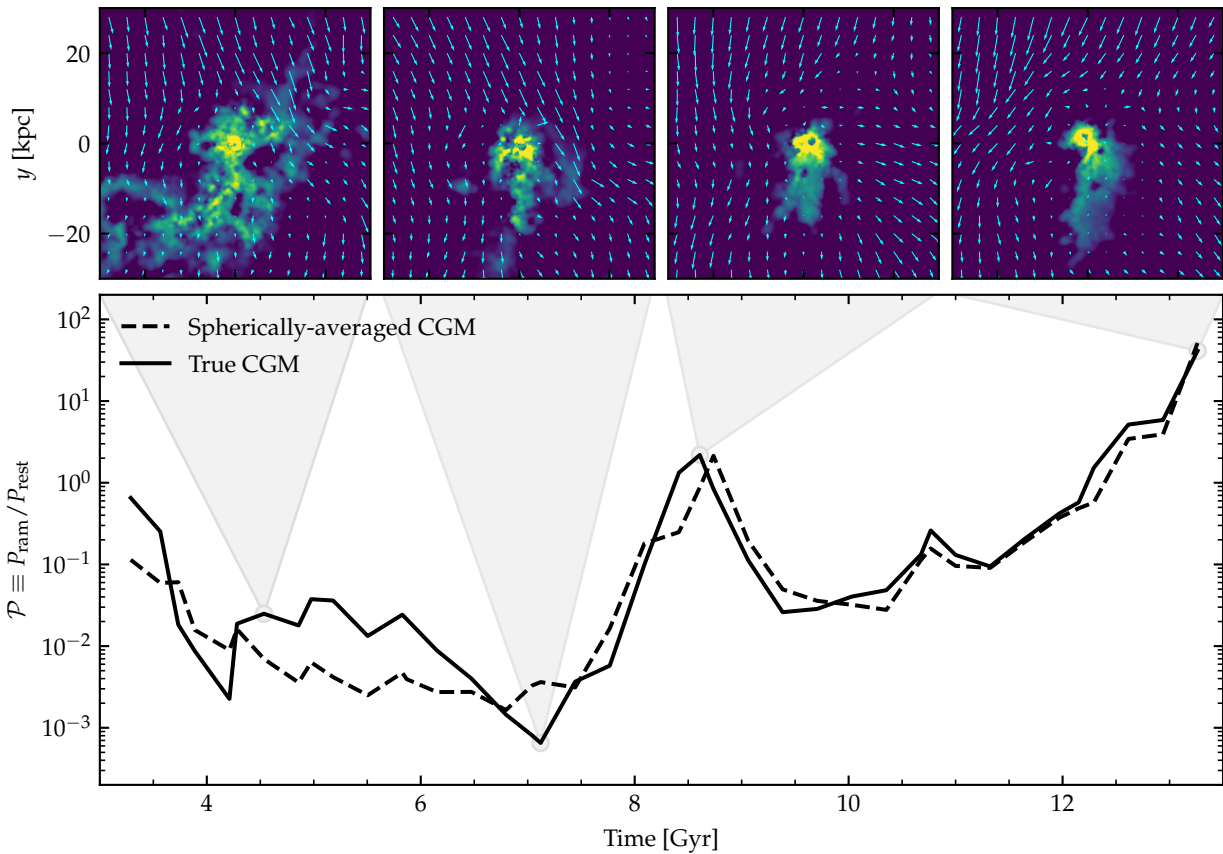 20
0
−20
y [kpc]
10²
10¹
10⁰
10⁻¹
10⁻²
10⁻³
𝒫 ≡ P_ram / P_rest
Spherically-averaged CGM
True CGM
4 6 8 10 12
Time [Gyr]